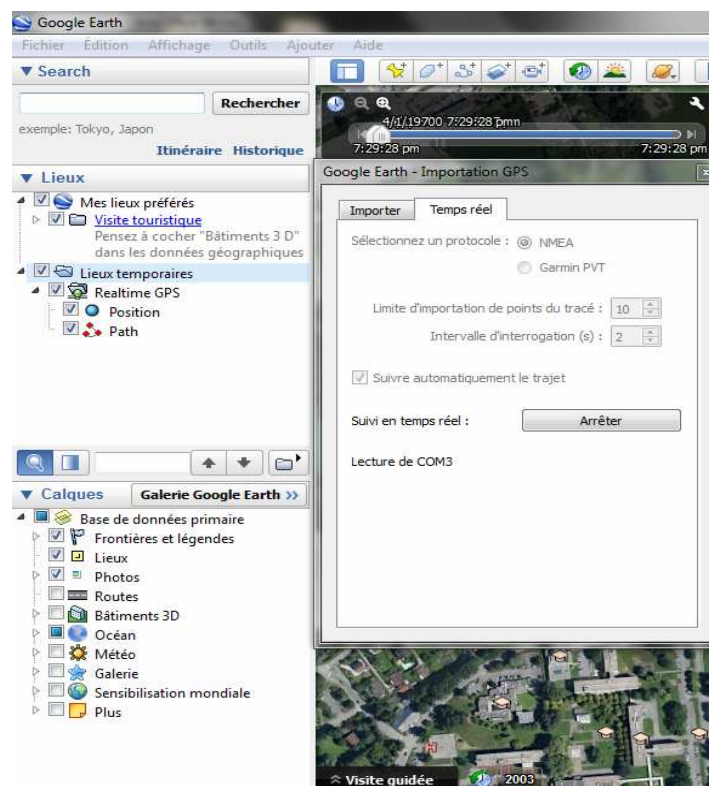 Google Earth
Fichier Édition Affichage Outils Ajouter Aide
Search
Rechercher
exemple: Tokyo, Japon
Itinéraire Historique
Lieux
Mes lieux préférés
Visite touristique
Pensez à cocher "Bâtiments 3 D"
dans les données géographiques
Lieux temporaires
Realtime GPS
Position
Path
Calques
Galerie Google Earth >>
Base de données primaire
Frontières et légendes
Lieux
Photos
Routes
Bâtiments 3D
Océan
Météo
Galerie
Sensibilisation mondiale
Plus
7:29:28 pm 7:29:28 pm
Google Earth - Importation GPS
Importer Temps réel
Sélectionnez un protocole : NMEA
Garmin PVT
Limite d'importation de points du tracé : 10
Intervalle d'interrogation (s) : 2
Suivre automatiquement le trajet
Suivi en temps réel : Arrêter
Lecture de COM3
H
Visite guidée 2003